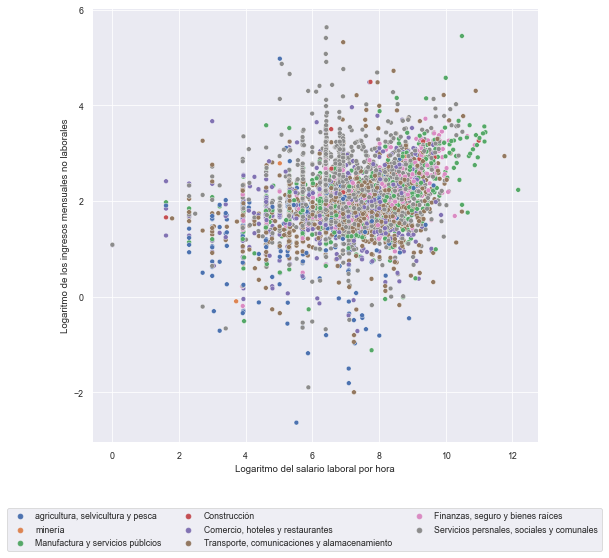 6
4
2
0
−2
Logaritmo de los ingresos mensuales no laborales
0 2 4 6 8 10 12
Logaritmo del salario laboral por hora
agricultura, selvicultura y pesca
minería
Manufactura y servicios públcios
Construcción
Comercio, hoteles y restaurantes
Transporte, comunicaciones y alamacenamiento
Finanzas, seguro y bienes raíces
Servicios persnales, sociales y comunales